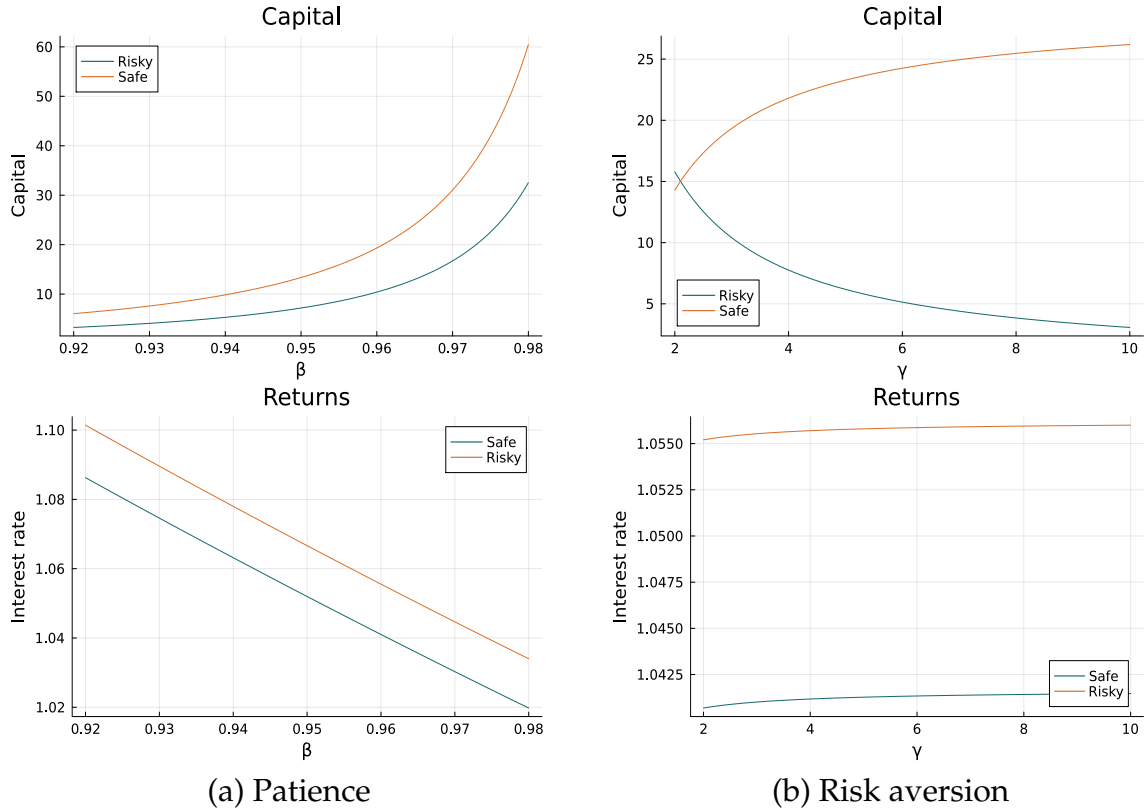 Capital
Risky
Safe
60
50
40
30
20
10
Capital
0.92 0.93 0.94 0.95 0.96 0.97 0.98
β
Capital
Risky
Safe
25
20
15
10
5
Capital
2 4 6 8 10
γ
Returns
Safe
Risky
1.10
1.08
1.06
1.04
1.02
Interest rate
0.92 0.93 0.94 0.95 0.96 0.97 0.98
β
(a) Patience
Returns
Safe
Risky
1.0550
1.0525
1.0500
1.0475
1.0450
1.0425
Interest rate
2 4 6 8 10
γ
(b) Risk aversion